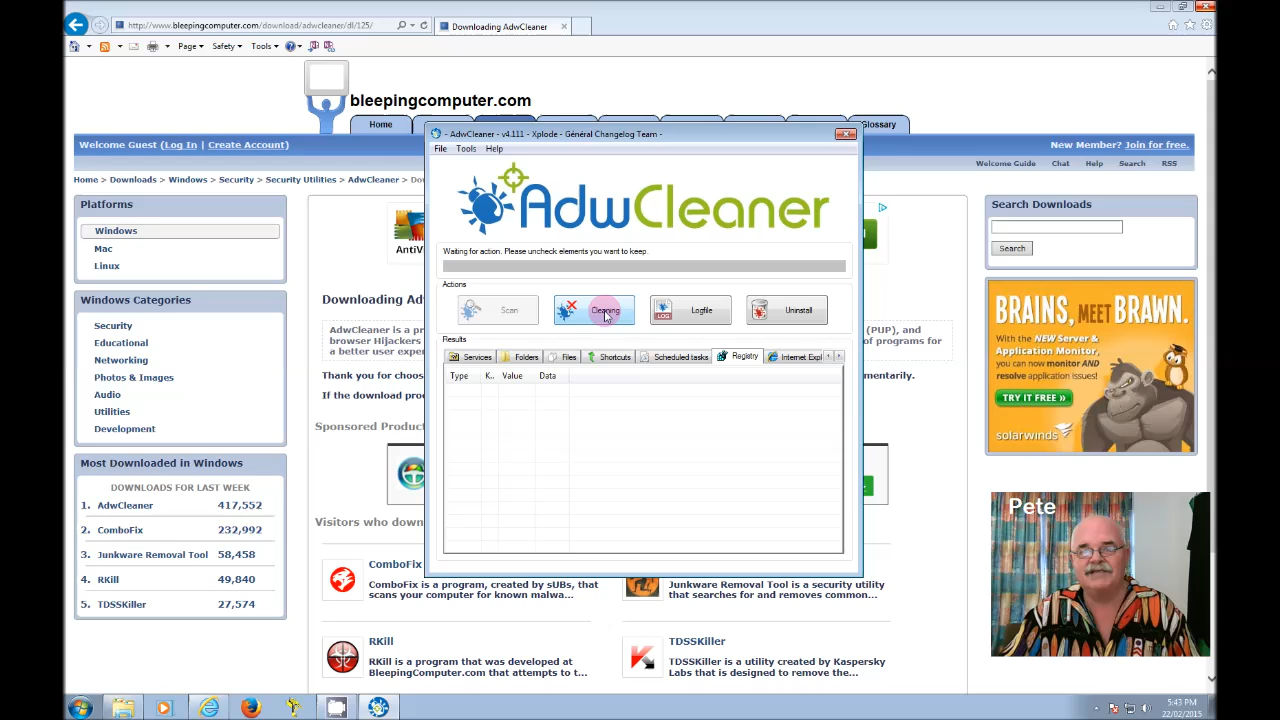 http://www.bleepingcomputer.com/download/adwcleaner/dl/125/
Downloading AdwCleaner
Page
Safety
Tools
bleepingcomputer.com
Home
Glossary
Welcome Guest (Log In | Create Account)
New Member? Join for free.
Welcome Guide
Chat
Help
Search
RSS
Home > Downloads > Windows > Security > Security Utilities > AdwCleaner >
Platforms
Windows
Mac
Linux
Windows Categories
Security
Educational
Networking
Photos & Images
Audio
Utilities
Development
Most Downloaded in Windows
DOWNLOADS FOR LAST WEEK
1. AdwCleaner 417,552
2. ComboFix 232,992
3. Junkware Removal Tool 58,458
4. RKill 49,840
5. TDSSKiller 27,574
AntiV
Downloading Ad
AdwCleaner is a pr
browser Hijackers
a better user exper
(PUP), and
of programs for
Thank you for choos
mentarily.
If the download pro
Sponsored Product
Visitors who down
- AdwCleaner - v4.111 - Xplode - Général Changelog Team -
File Tools Help
AdwCleaner
Waiting for action. Please uncheck elements you want to keep.
Actions
Scan
Cleaning
LOG
Logfile
Uninstall
Results
Services
Folders
Files
Shortcuts
Scheduled tasks
Registry
Internet Expl
Type K.. Value Data
ComboFix
ComboFix is a program, created by sUBs, that
scans your computer for known malwa...
Junkware Removal Tool is a security utility
that searches for and removes common...
RKill
RKill is a program that was developed at
BleepingComputer.com that attempts to t...
TDSSKiller
TDSSKiller is a utility created by Kaspersky
Labs that is designed to remove the...
Search Downloads
Search
BRAINS, MEET BRAWN.
With the NEW Server &
Application Monitor,
you can now monitor AND
resolve application issues!
TRY IT FREE »
solarwinds
Pete
5:43 PM
22/02/2015